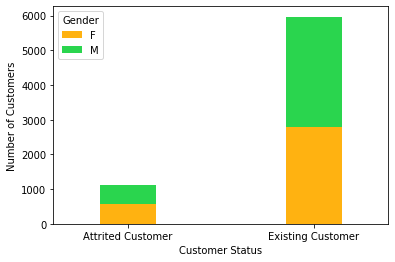 Gender
F
M
6000
5000
4000
3000
2000
1000
0
Number of Customers
Attrited Customer
Existing Customer
Customer Status